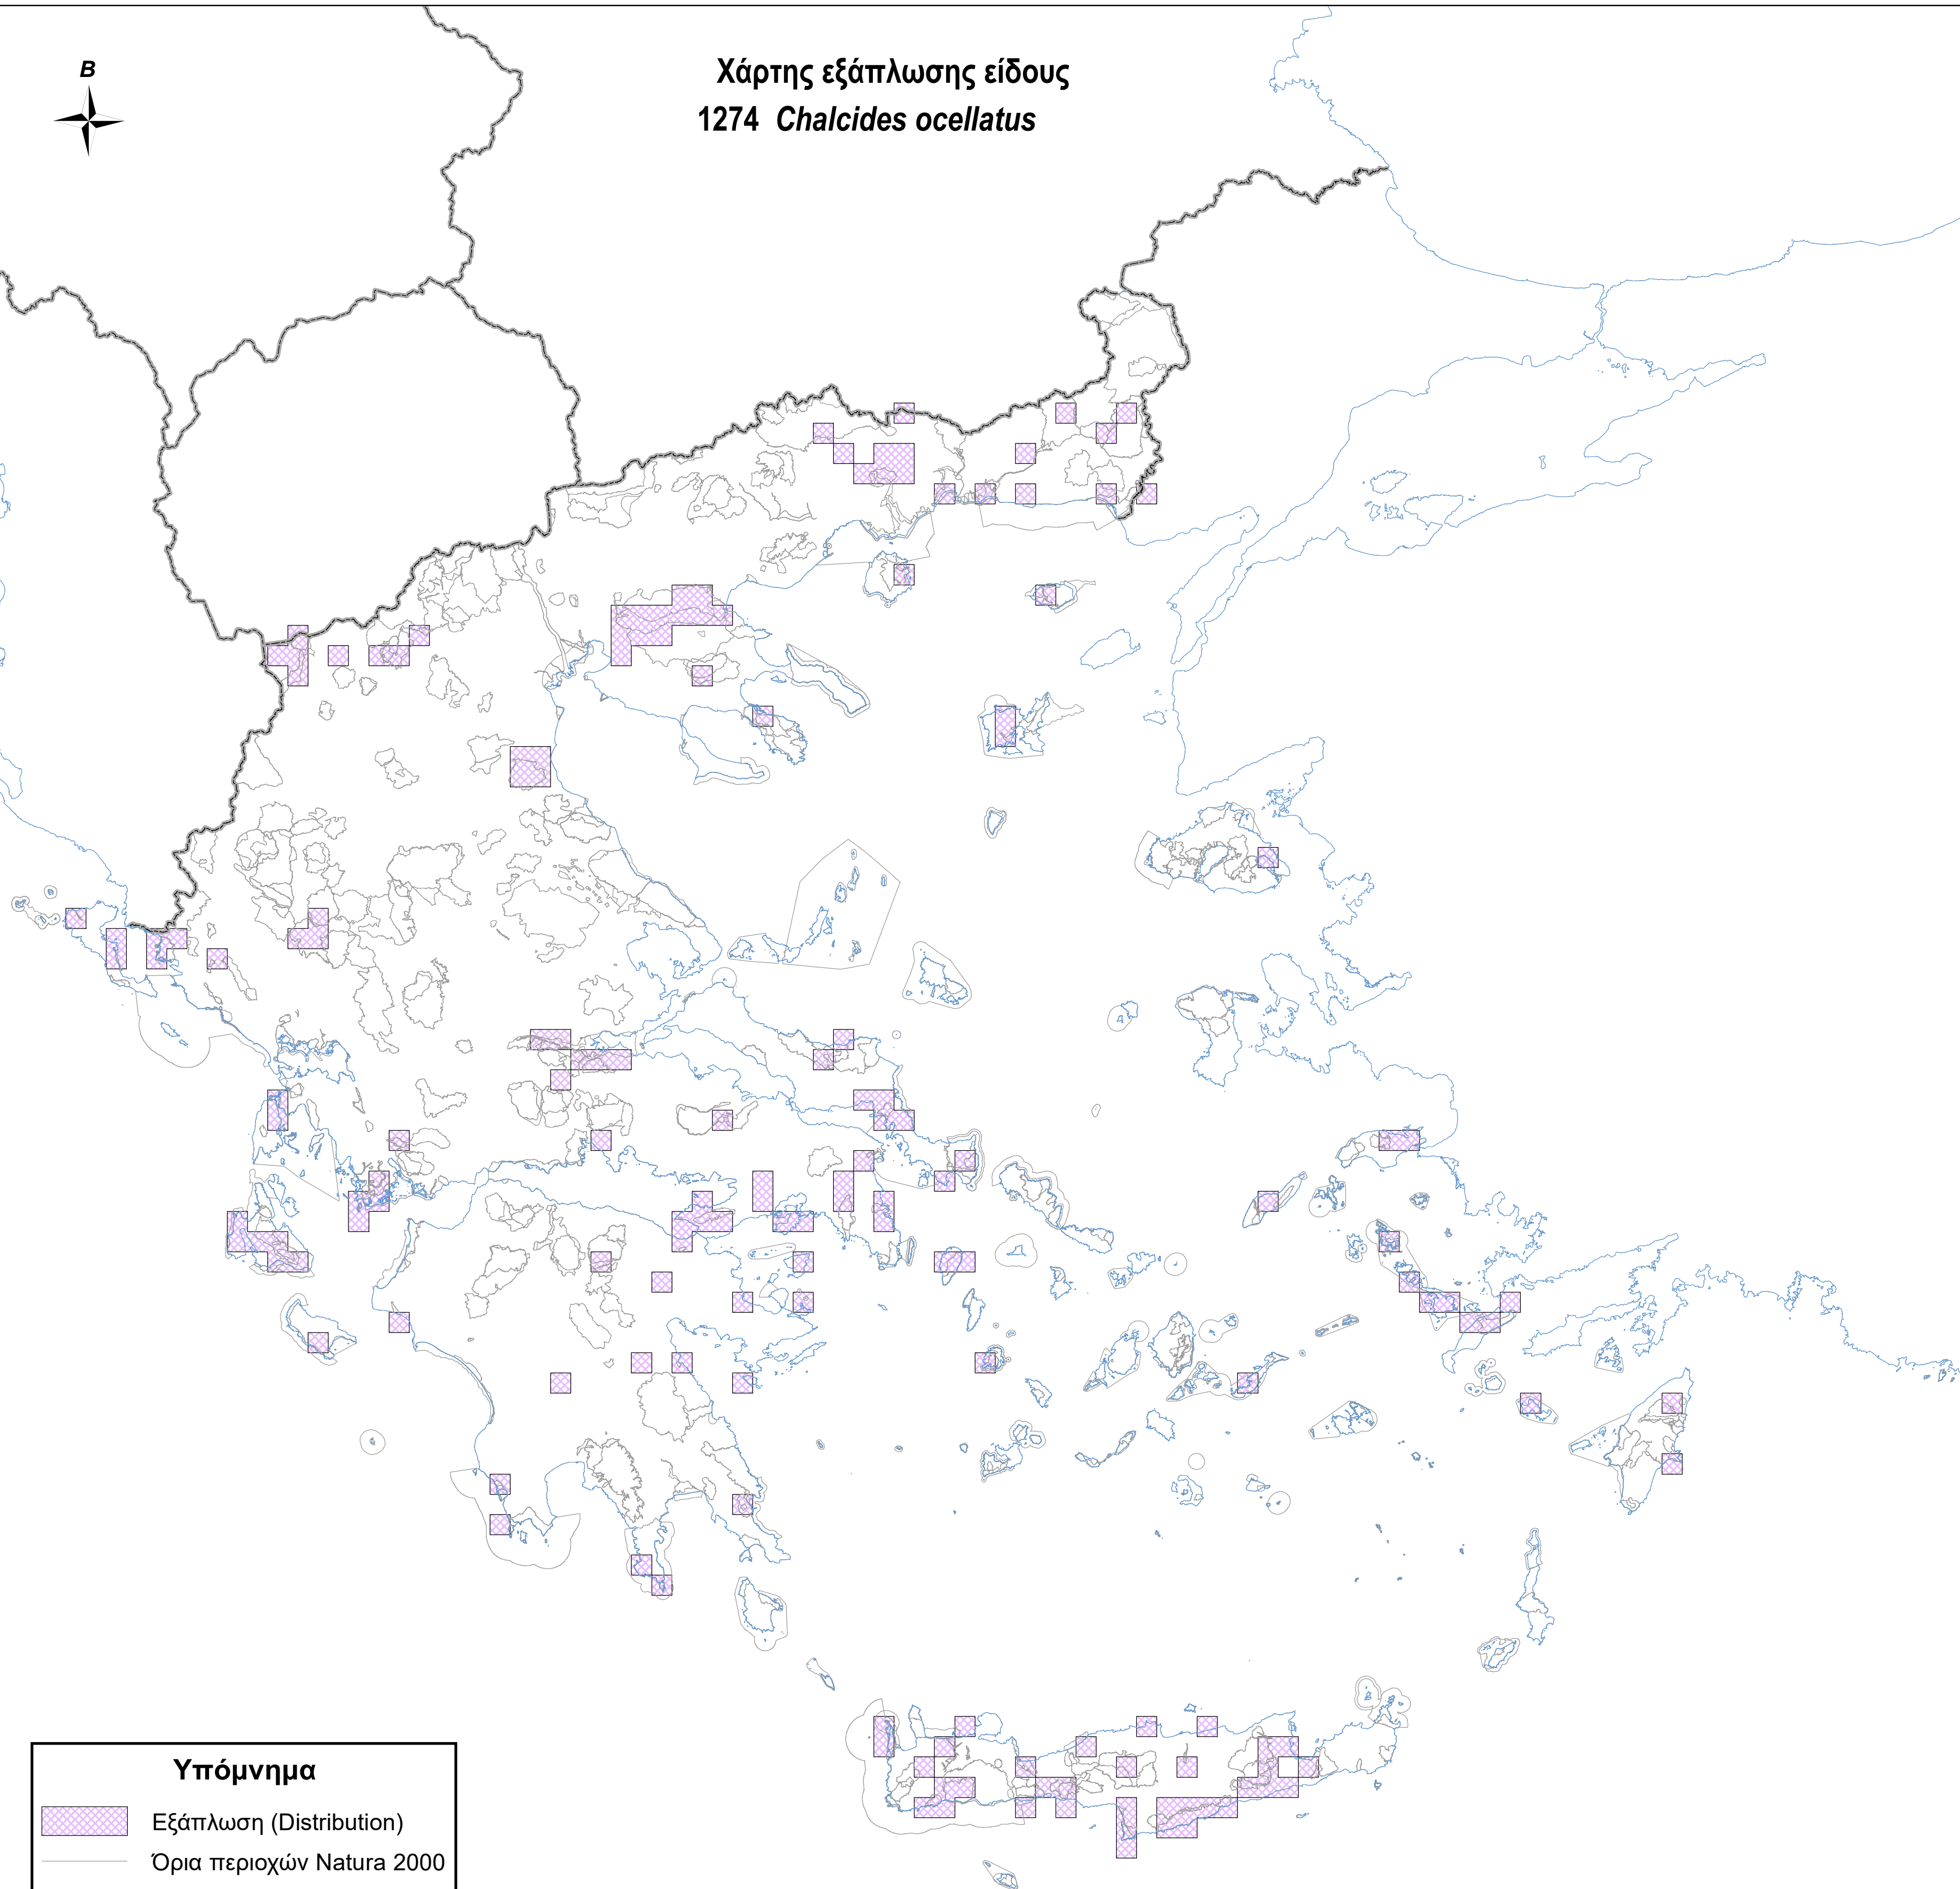 Β
Χάρτης εξάπλωσης είδους
1274 Chalcides ocellatus
Υπόμνημα
Εξάπλωση (Distribution)
Όρια περιοχών Natura 2000